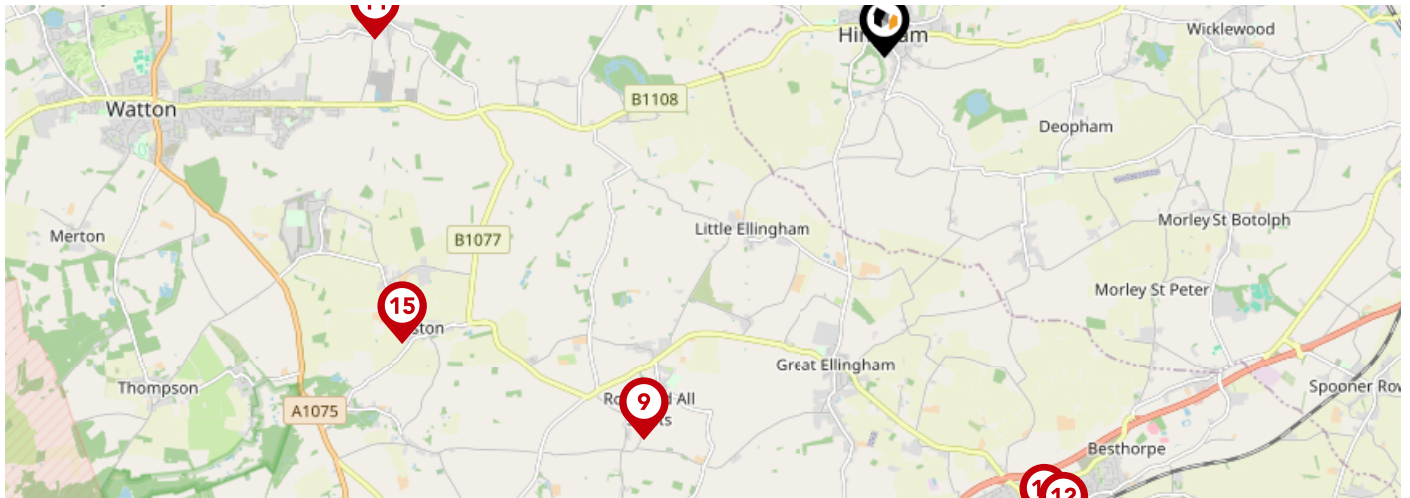 Wicklewood
B1108
Watton
Deopham
Morley St Botolph
Little Ellingham
Merton
B1077
Morley St Peter
15
Great Ellingham
Thompson
Spooner Row
9
A1075
Besthorpe
12